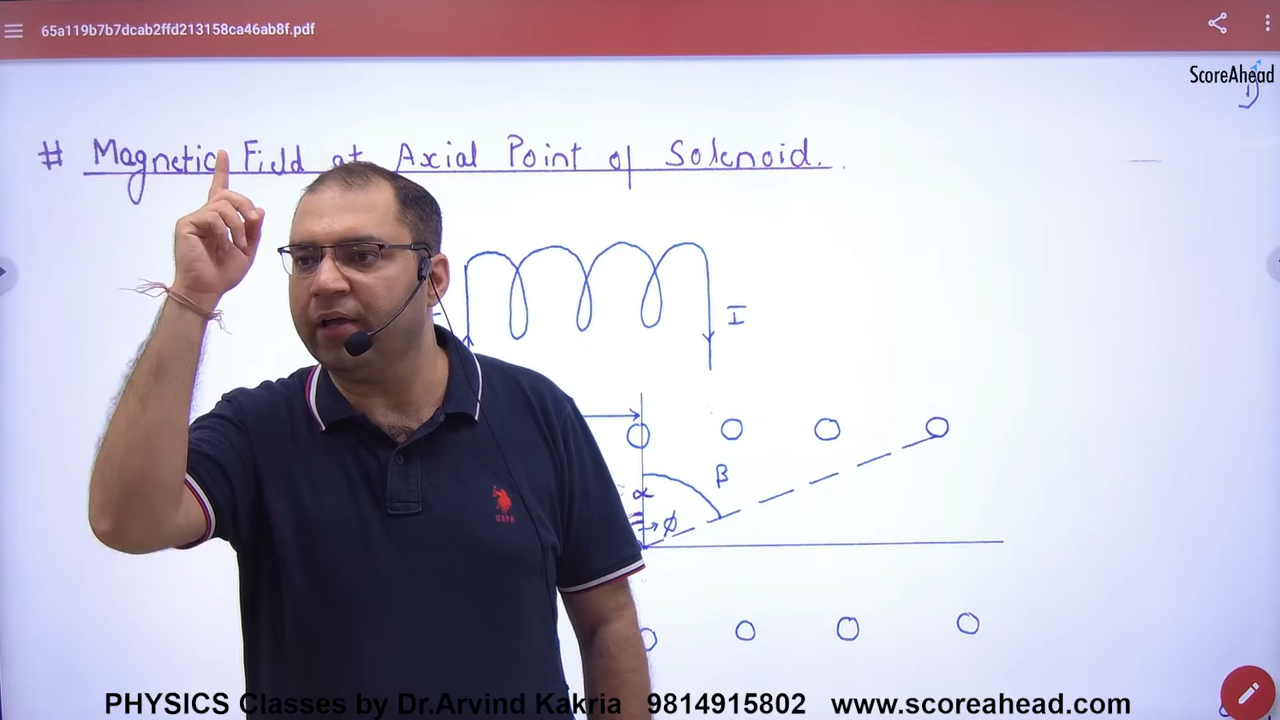 65a119b7b7dcab2ffd213158ca46ab8f.pdf
ScoreAhead
# Magnetic Field at Axial Point of Solenoid.
I
β
α
φ
U.S.P.A.
PHYSICS Classes by Dr.Arvind Kakria 9814915802 www.scoreahead.com